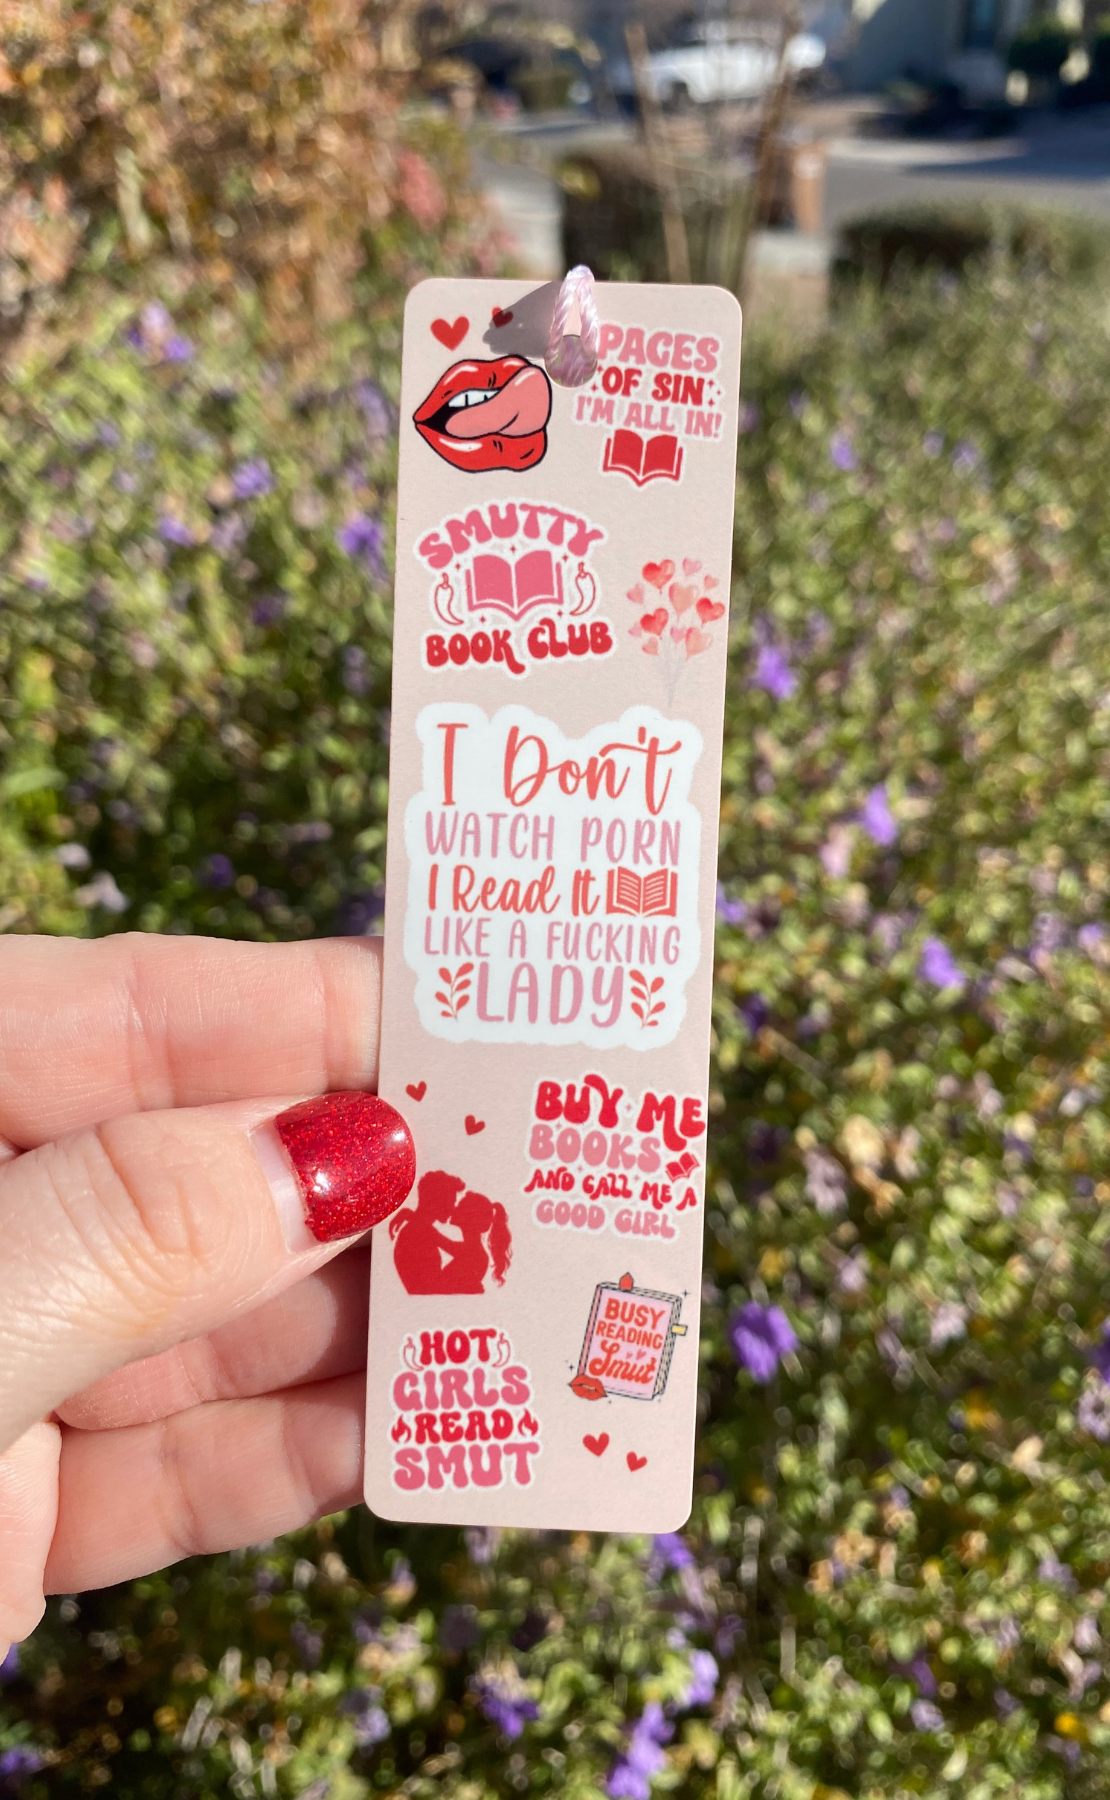 PAGES
OF SIN
I'M ALL IN!
SMUTTY
BOOK CLUB
I Don't
WATCH PORN
I Read It
LIKE A FUCKING
LADY
BUY ME
BOOKS
AND CALL ME A
GOOD GIRL
BUSY
READING
Smut
HOT
GIRLS
READ
SMUT